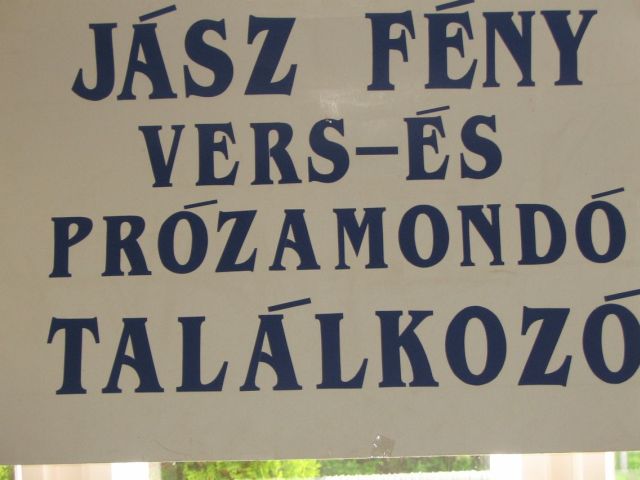 JÁSZ FÉNY
VERS-ÉS
PRÓZAMONDÓ
TALÁLKOZÓ